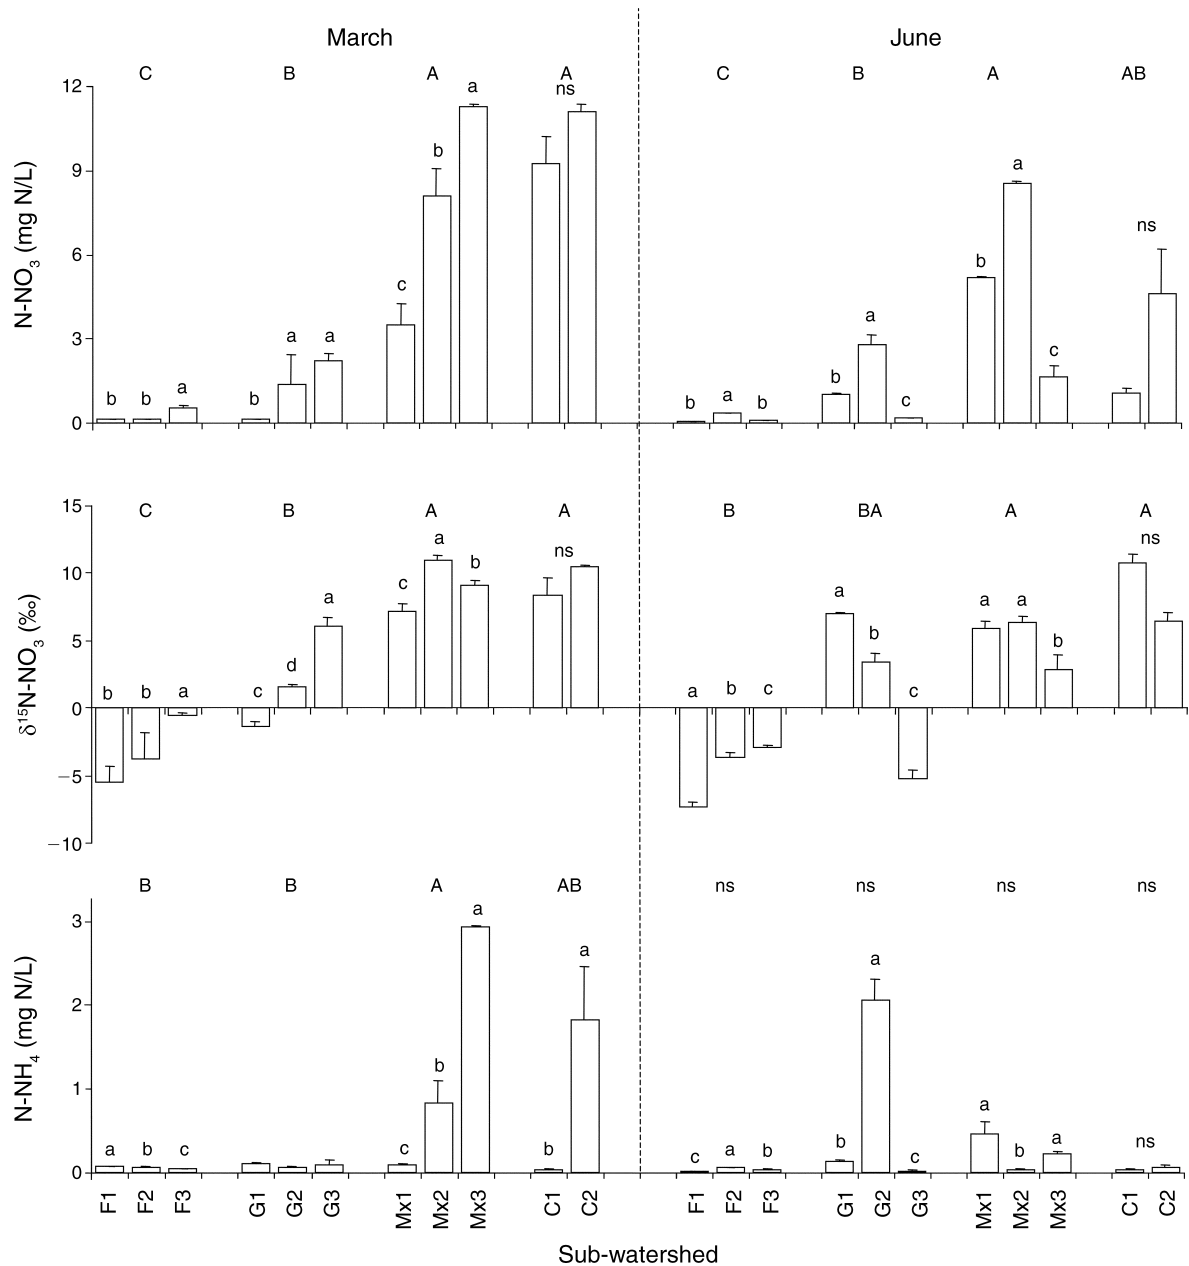 March June
C B A A C B A AB
ns
N-NO3 (mg N/L)
12
9
6
3
0
b b a b a a c b a
b a b b a c b a c ns
C B A A B BA A A
ns ns
δ15N-NO3 (‰)
15
10
5
0
−5
−10
b b a c d a c a b
a b c a b c a a b
B B A AB ns ns ns ns
N-NH4 (mg N/L)
3
2
1
0
a b c c b a b a
c a b b a c a b a ns
F1 F2 F3 G1 G2 G3 Mx1 Mx2 Mx3 C1 C2 F1 F2 F3 G1 G2 G3 Mx1 Mx2 Mx3 C1 C2
Sub-watershed